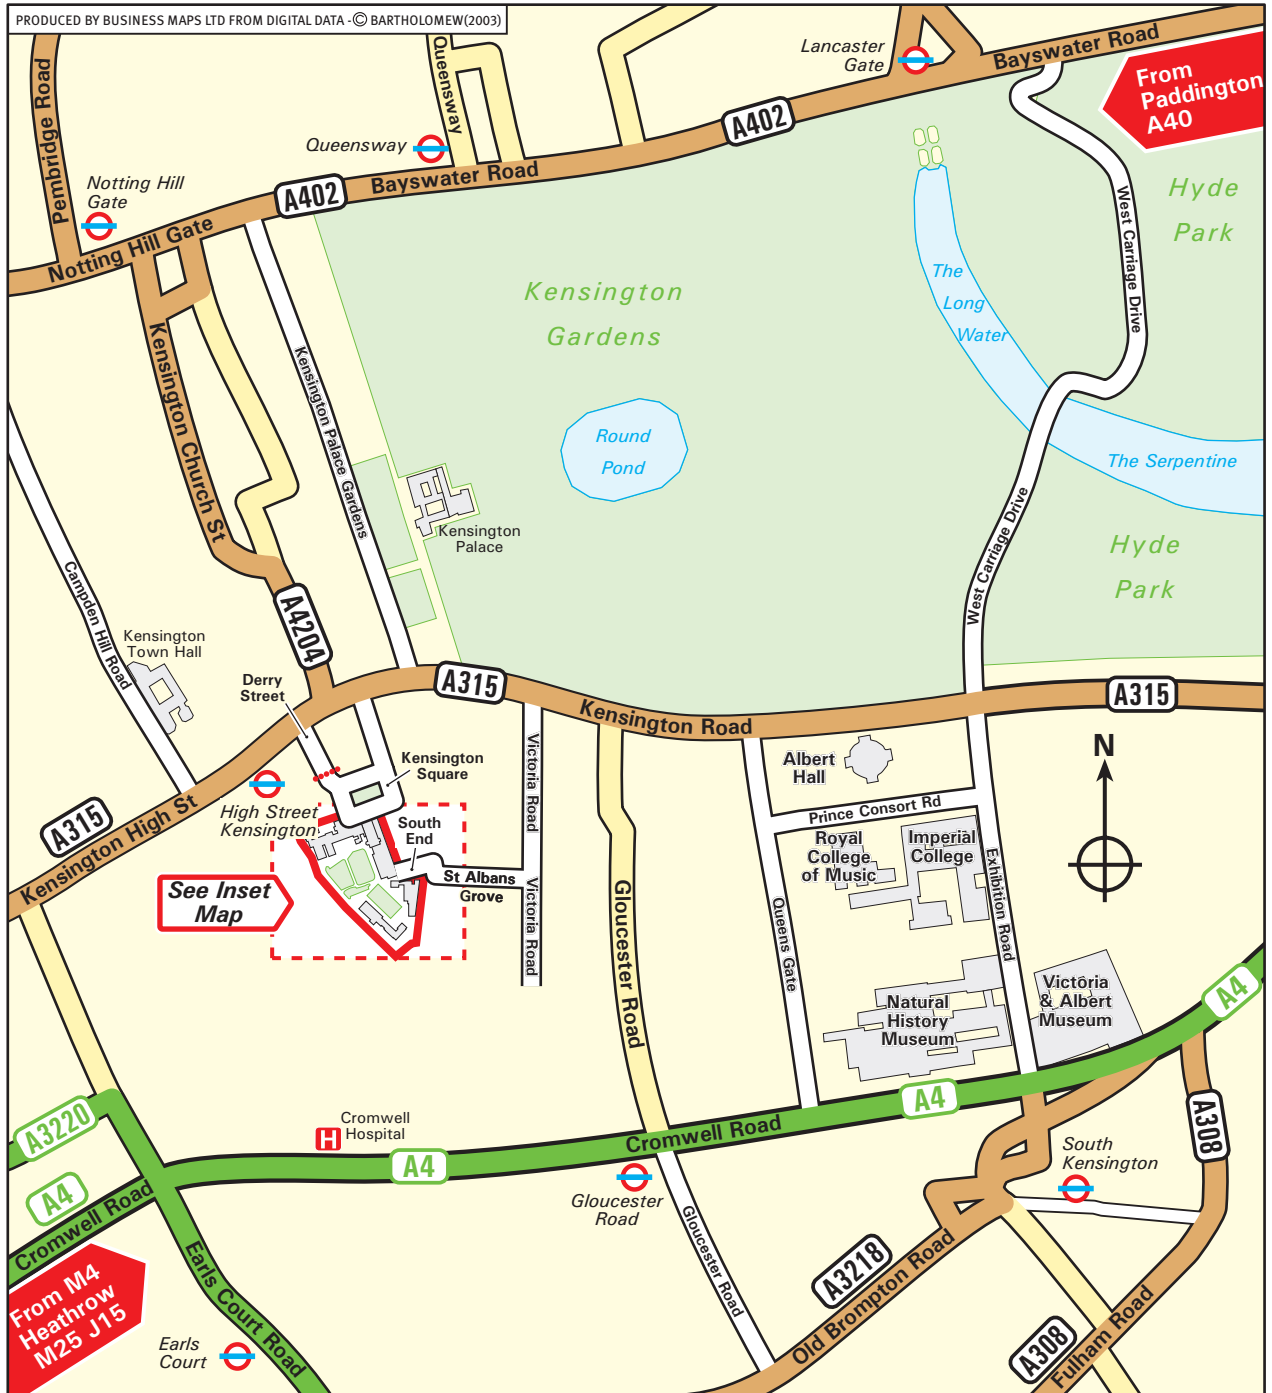 PRODUCED BY BUSINESS MAPS LTD FROM DIGITAL DATA - © BARTHOLOMEW(2003)
Lancaster
Gate
Bayswater Road
From
Paddington
A40
Pembridge Road
Queensway
Queensway
A402
A402
Bayswater Road
Notting Hill
Gate
Notting Hill Gate
Hyde
Park
West Carriage Drive
The
Long
Water
Kensington
Gardens
Kensington Church St
Kensington Palace Gardens
Round
Pond
The Serpentine
Kensington
Palace
West Carriage Drive
Hyde
Park
Campden Hill Road
Kensington
Town Hall
A4204
Derry
Street
A315
Kensington Road
A315
N
Kensington
Square
Victoria Road
Albert
Hall
Prince Consort Rd
A315
Kensington High St
High Street
Kensington
South
End
Royal
College
of Music
Imperial
College
St Albans
Grove
Victoria Road
See Inset
Map
Gloucester Road
Queens Gate
Exhibition Road
Natural
History
Museum
Victoria
& Albert
Museum
A4
A3220
Cromwell
Hospital
H
A4
Cromwell Road
A4
A308
South
Kensington
A4
Cromwell Road
Gloucester
Road
Gloucester Road
From M4
Heathrow
M25 J15
Earls Court Road
Earls
Court
A3218
Old Brompton Road
A308
Fulham Road